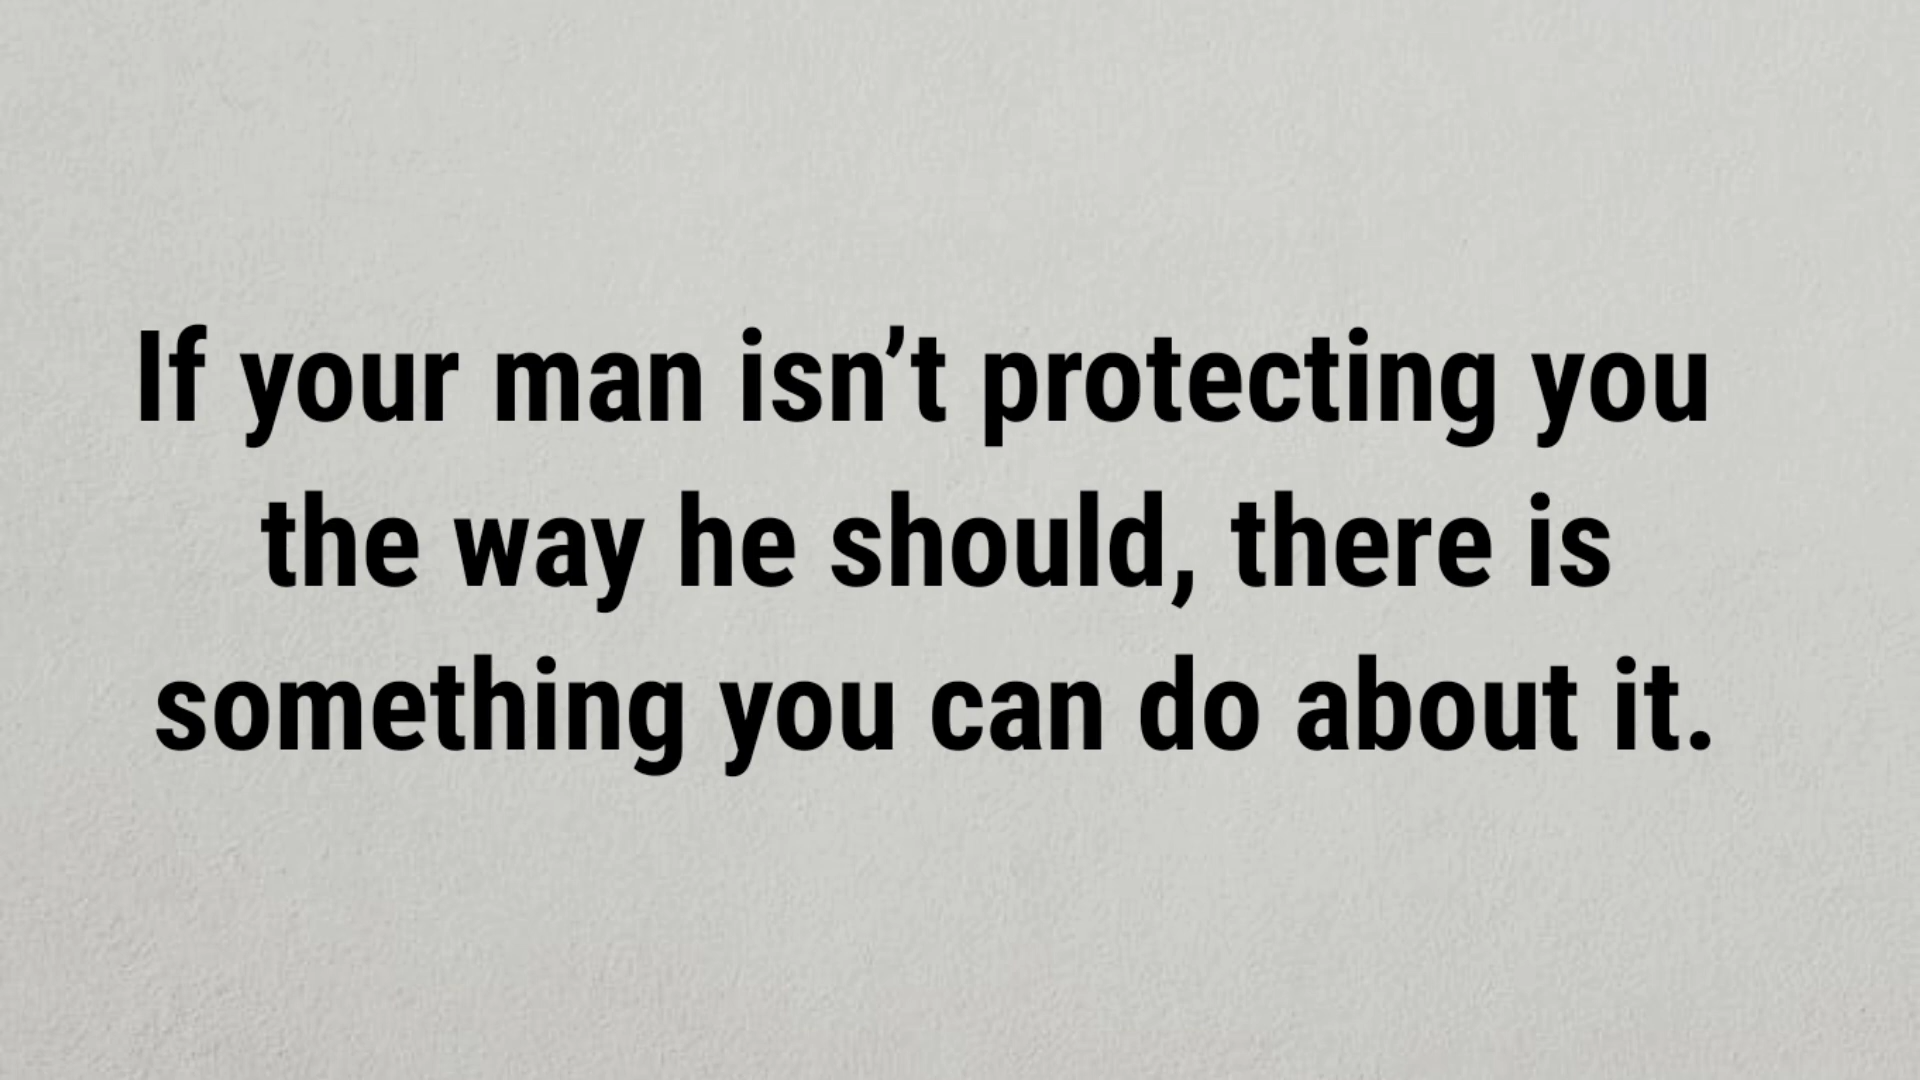 If your man isn’t protecting you
the way he should, there is
something you can do about it.